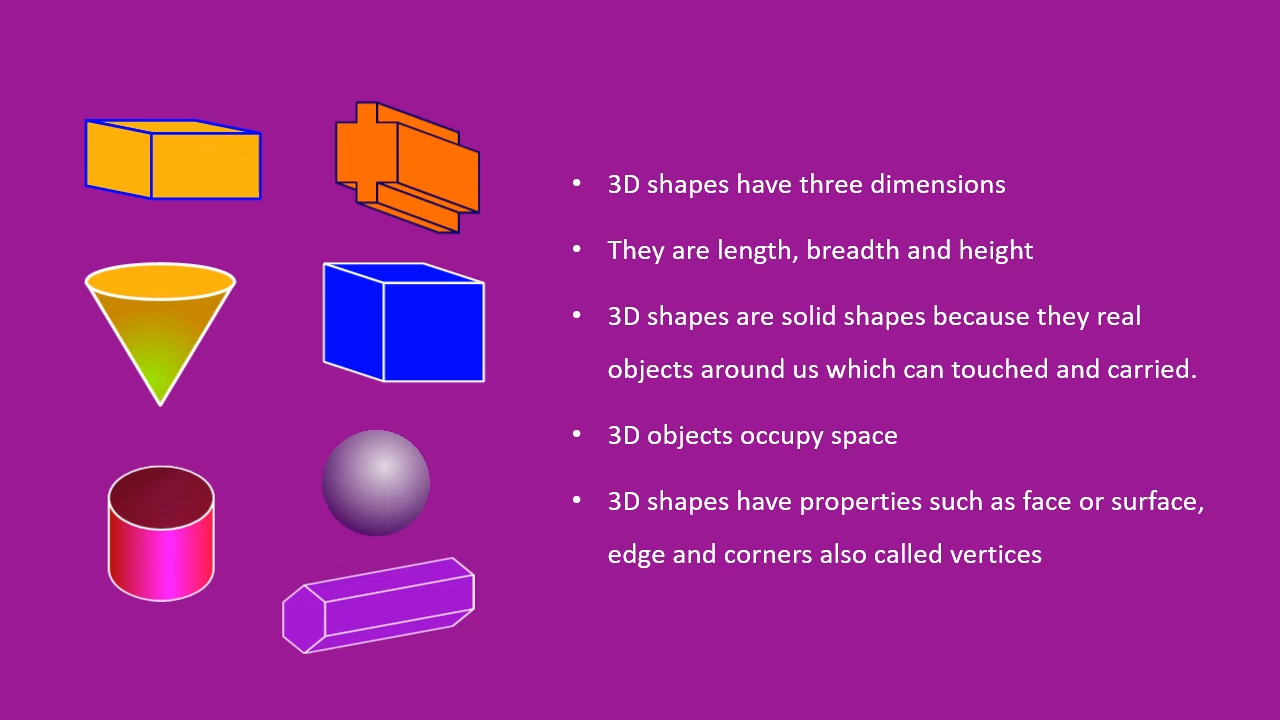 • 3D shapes have three dimensions
• They are length, breadth and height
• 3D shapes are solid shapes because they real
objects around us which can touched and carried.
• 3D objects occupy space
• 3D shapes have properties such as face or surface,
edge and corners also called vertices